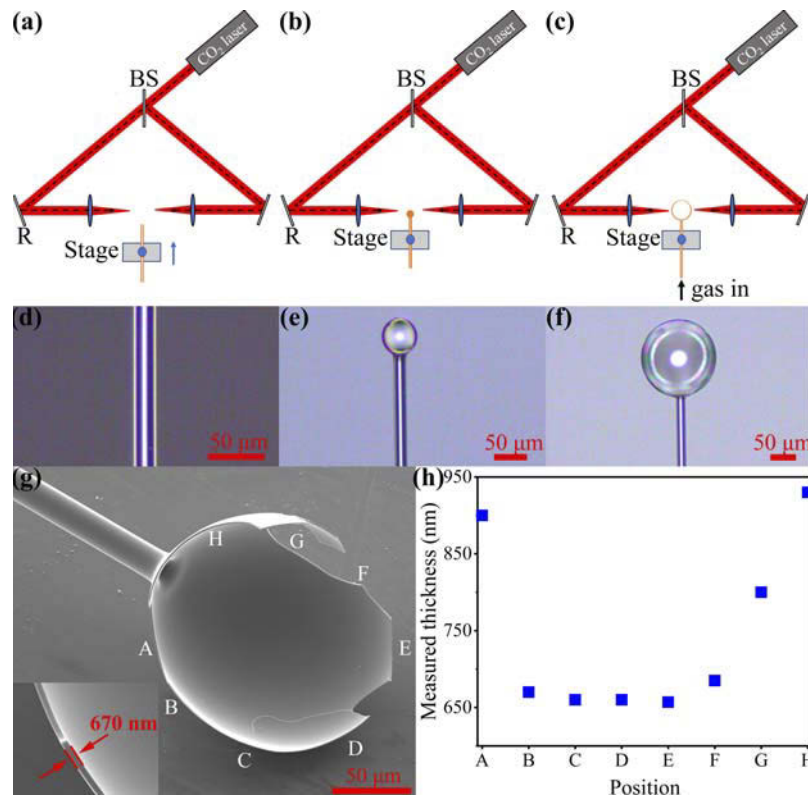 (a)
(b)
(c)
CO₂ laser
CO₂ laser
CO₂ laser
BS
BS
BS
R
R
R
Stage
Stage
Stage
gas in
(d)
(e)
(f)
50 μm
50 μm
50 μm
(g)
H
G
F
A
E
B
C
D
670 nm
50 μm
(h)
Measured thickness (nm)
950
850
750
650
A B C D E F G H
Position